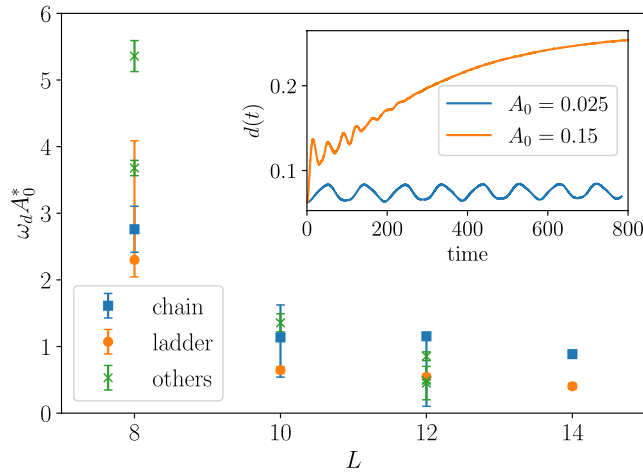 6
5
4
3
2
1
0
ω_d A_0^*
8
10
12
14
L
chain
ladder
others
0.2
0.1
d(t)
0
200
400
600
800
time
A_0 = 0.025
A_0 = 0.15